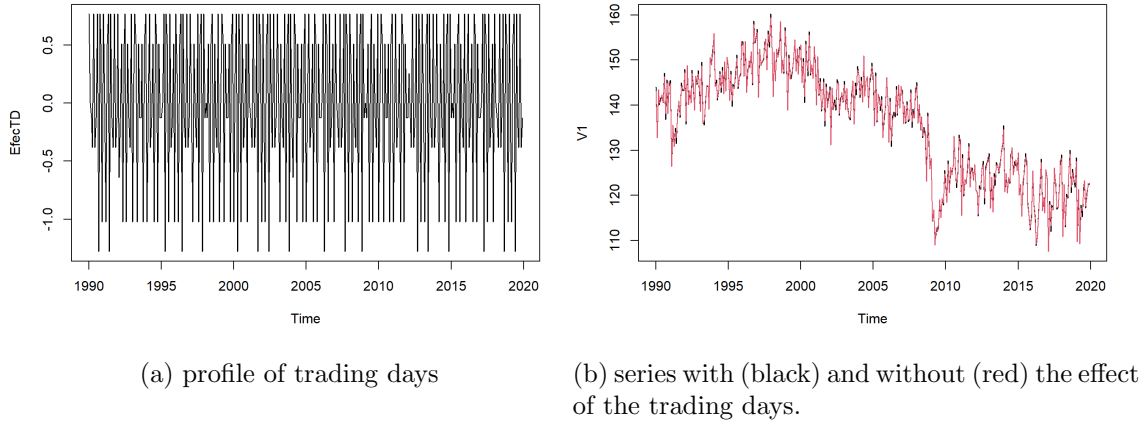 0.5
0.0
-0.5
-1.0
EfecTD
1990 1995 2000 2005 2010 2015 2020
Time
(a) profile of trading days
160
150
140
130
120
110
V1
1990 1995 2000 2005 2010 2015 2020
Time
(b) series with (black) and without (red) the effect
of the trading days.